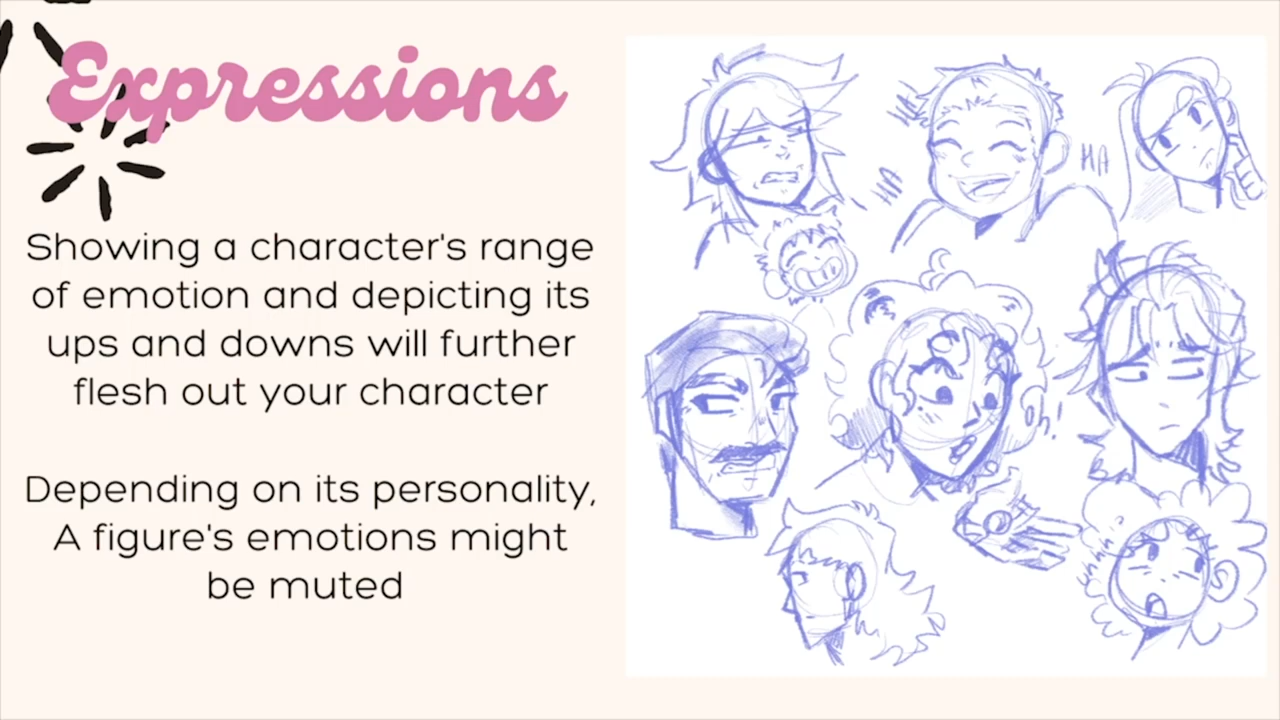 Expressions
Showing a character's range
of emotion and depicting its
ups and downs will further
flesh out your character
Depending on its personality,
A figure's emotions might
be muted
HA
HA
HA
Oh!